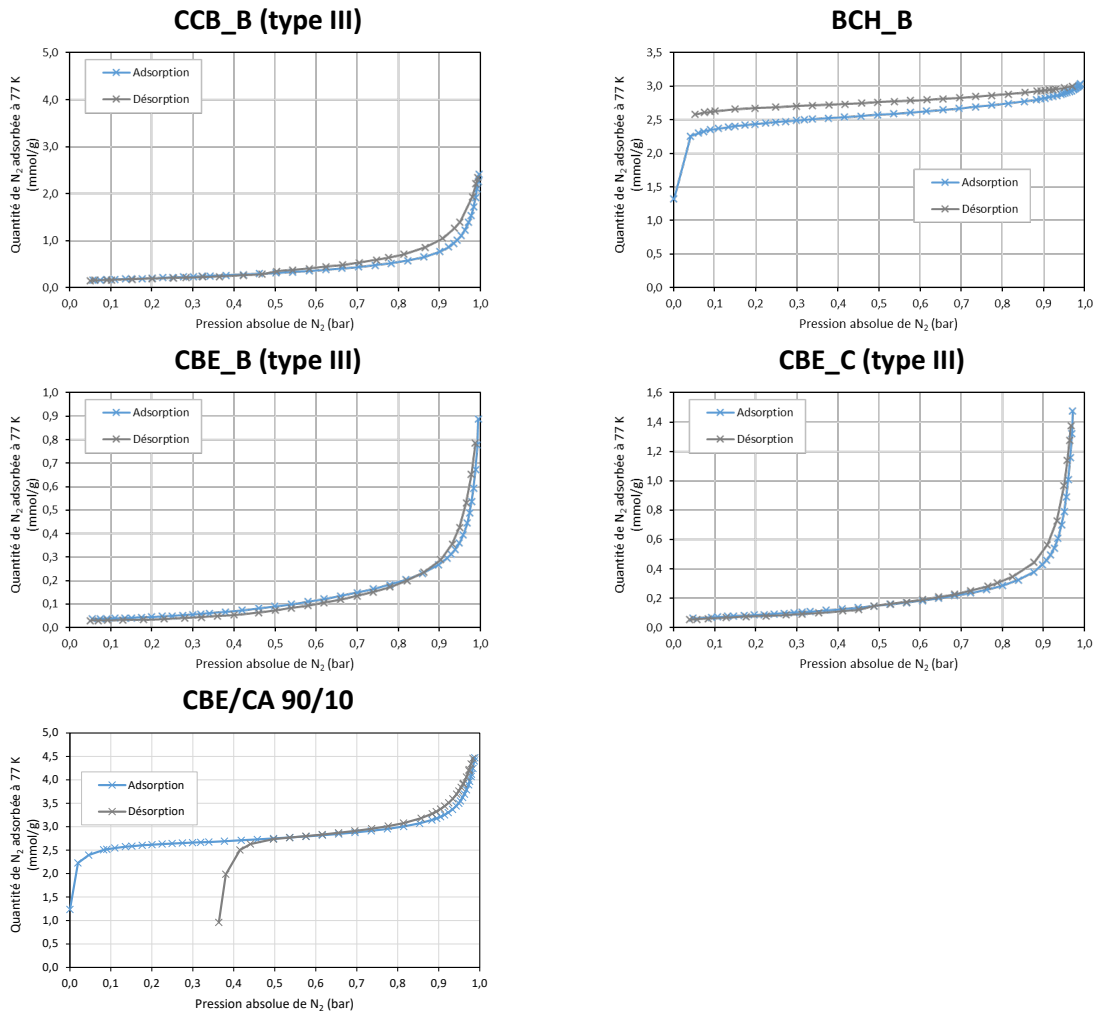 CCB_B (type III)
Quantité de N2 adsorbée à 77 K
(mmol/g)
5,0
4,0
3,0
2,0
1,0
0,0
Adsorption
Désorption
0,0 0,1 0,2 0,3 0,4 0,5 0,6 0,7 0,8 0,9 1,0
Pression absolue de N2 (bar)
BCH_B
Quantité de N2 adsorbée à 77 K
(mmol/g)
3,5
3,0
2,5
2,0
1,5
1,0
0,5
0,0
Adsorption
Désorption
0,0 0,1 0,2 0,3 0,4 0,5 0,6 0,7 0,8 0,9 1,0
Pression absolue de N2 (bar)
CBE_B (type III)
Quantité de N2 adsorbée à 77 K
(mmol/g)
1,0
0,9
0,8
0,7
0,6
0,5
0,4
0,3
0,2
0,1
0,0
Adsorption
Désorption
0,0 0,1 0,2 0,3 0,4 0,5 0,6 0,7 0,8 0,9 1,0
Pression absolue de N2 (bar)
CBE_C (type III)
Quantité de N2 adsorbée à 77 K
(mmol/g)
1,6
1,4
1,2
1,0
0,8
0,6
0,4
0,2
0,0
Adsorption
Désorption
0,0 0,1 0,2 0,3 0,4 0,5 0,6 0,7 0,8 0,9 1,0
Pression absolue de N2 (bar)
CBE/CA 90/10
Quantité de N2 adsorbée à 77 K
(mmol/g)
5,0
4,5
4,0
3,5
3,0
2,5
2,0
1,5
1,0
0,5
0,0
Adsorption
Désorption
0,0 0,1 0,2 0,3 0,4 0,5 0,6 0,7 0,8 0,9 1,0
Pression absolue de N2 (bar)